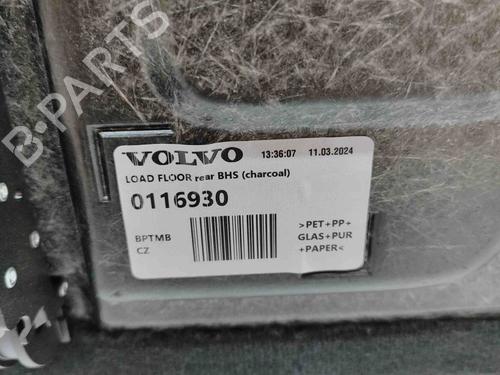 B-PARTS
VOLVO 13:36:07 11.03.2024
LOAD FLOOR rear BHS (charcoal)
0116930
>PET+PP+
BPTMB GLAS+PUR
CZ +PAPER<